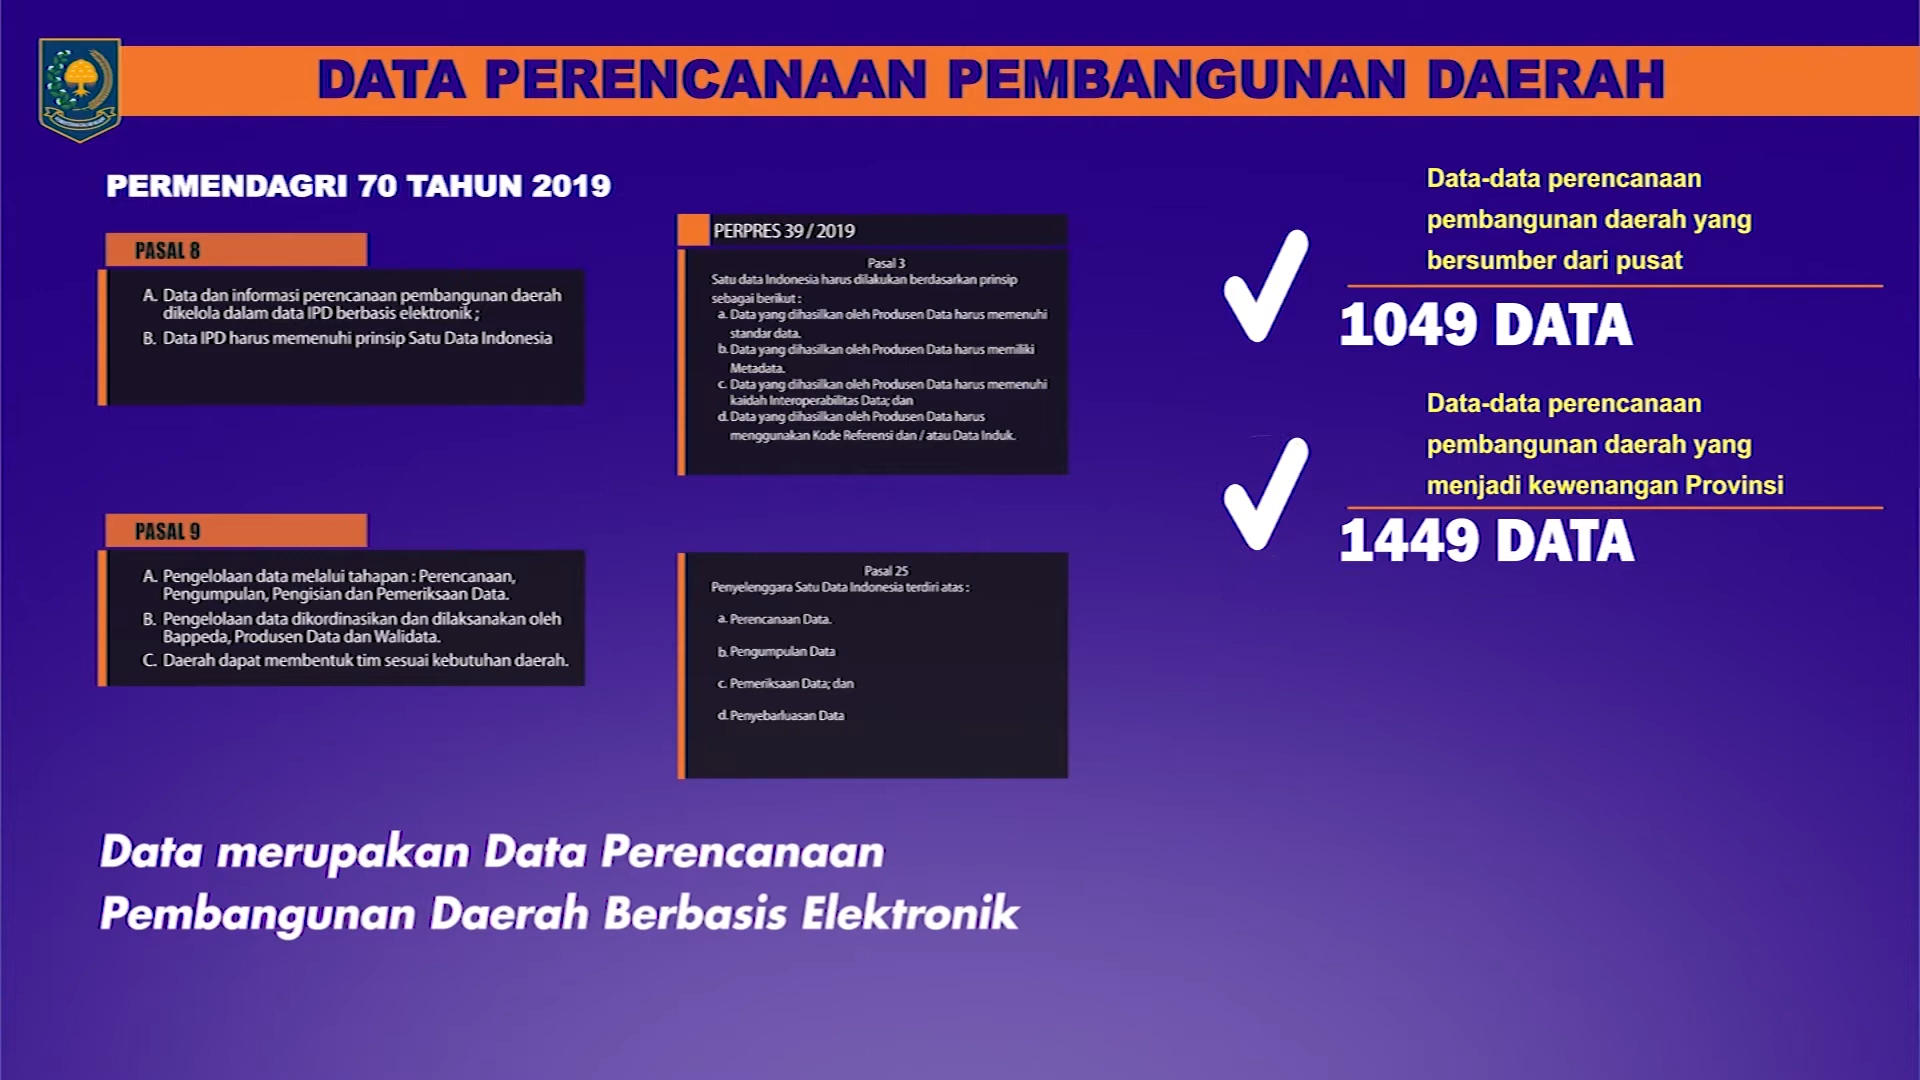 DATA PERENCANAAN PEMBANGUNAN DAERAH
PERMENDAGRI 70 TAHUN 2019
PASAL 8
A. Data dan informasi perencanaan pembangunan daerah
dikelola dalam data IPD berbasis elektronik ;
B. Data IPD harus memenuhi prinsip Satu Data Indonesia
PASAL 9
A. Pengelolaan data melalui tahapan : Perencanaan,
Pengumpulan, Pengisian dan Pemeriksaan Data.
B. Pengelolaan data dikordinasikan dan dilaksanakan oleh
Bappeda, Produsen Data dan Walidata.
C. Daerah dapat membentuk tim sesuai kebutuhan daerah.
PERPRES 39 / 2019
Pasal 3
Satu data Indonesia harus dilakukan berdasarkan prinsip
sebagai berikut :
a. Data yang dihasilkan oleh Produsen Data harus memenuhi
standar data.
b. Data yang dihasilkan oleh Produsen Data harus memiliki
Metadata.
c. Data yang dihasilkan oleh Produsen Data harus memenuhi
kaidah Interoperabilitas Data; dan
d. Data yang dihasilkan oleh Produsen Data harus
menggunakan Kode Referensi dan / atau Data Induk.
Pasal 25
Penyelenggara Satu Data Indonesia terdiri atas :
a. Perencanaan Data.
b. Pengumpulan Data
c. Pemeriksaan Data; dan
d. Penyebarluasan Data
Data-data perencanaan
pembangunan daerah yang
bersumber dari pusat
1049 DATA
Data-data perencanaan
pembangunan daerah yang
menjadi kewenangan Provinsi
1449 DATA
Data merupakan Data Perencanaan
Pembangunan Daerah Berbasis Elektronik